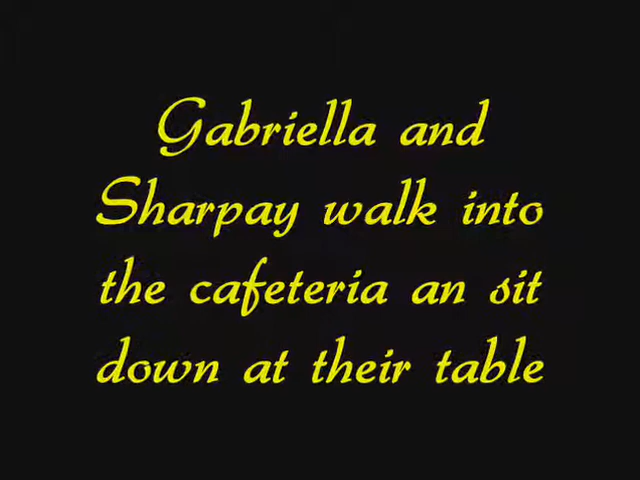 Gabriella and
Sharpay walk into
the cafeteria an sit
down at their table